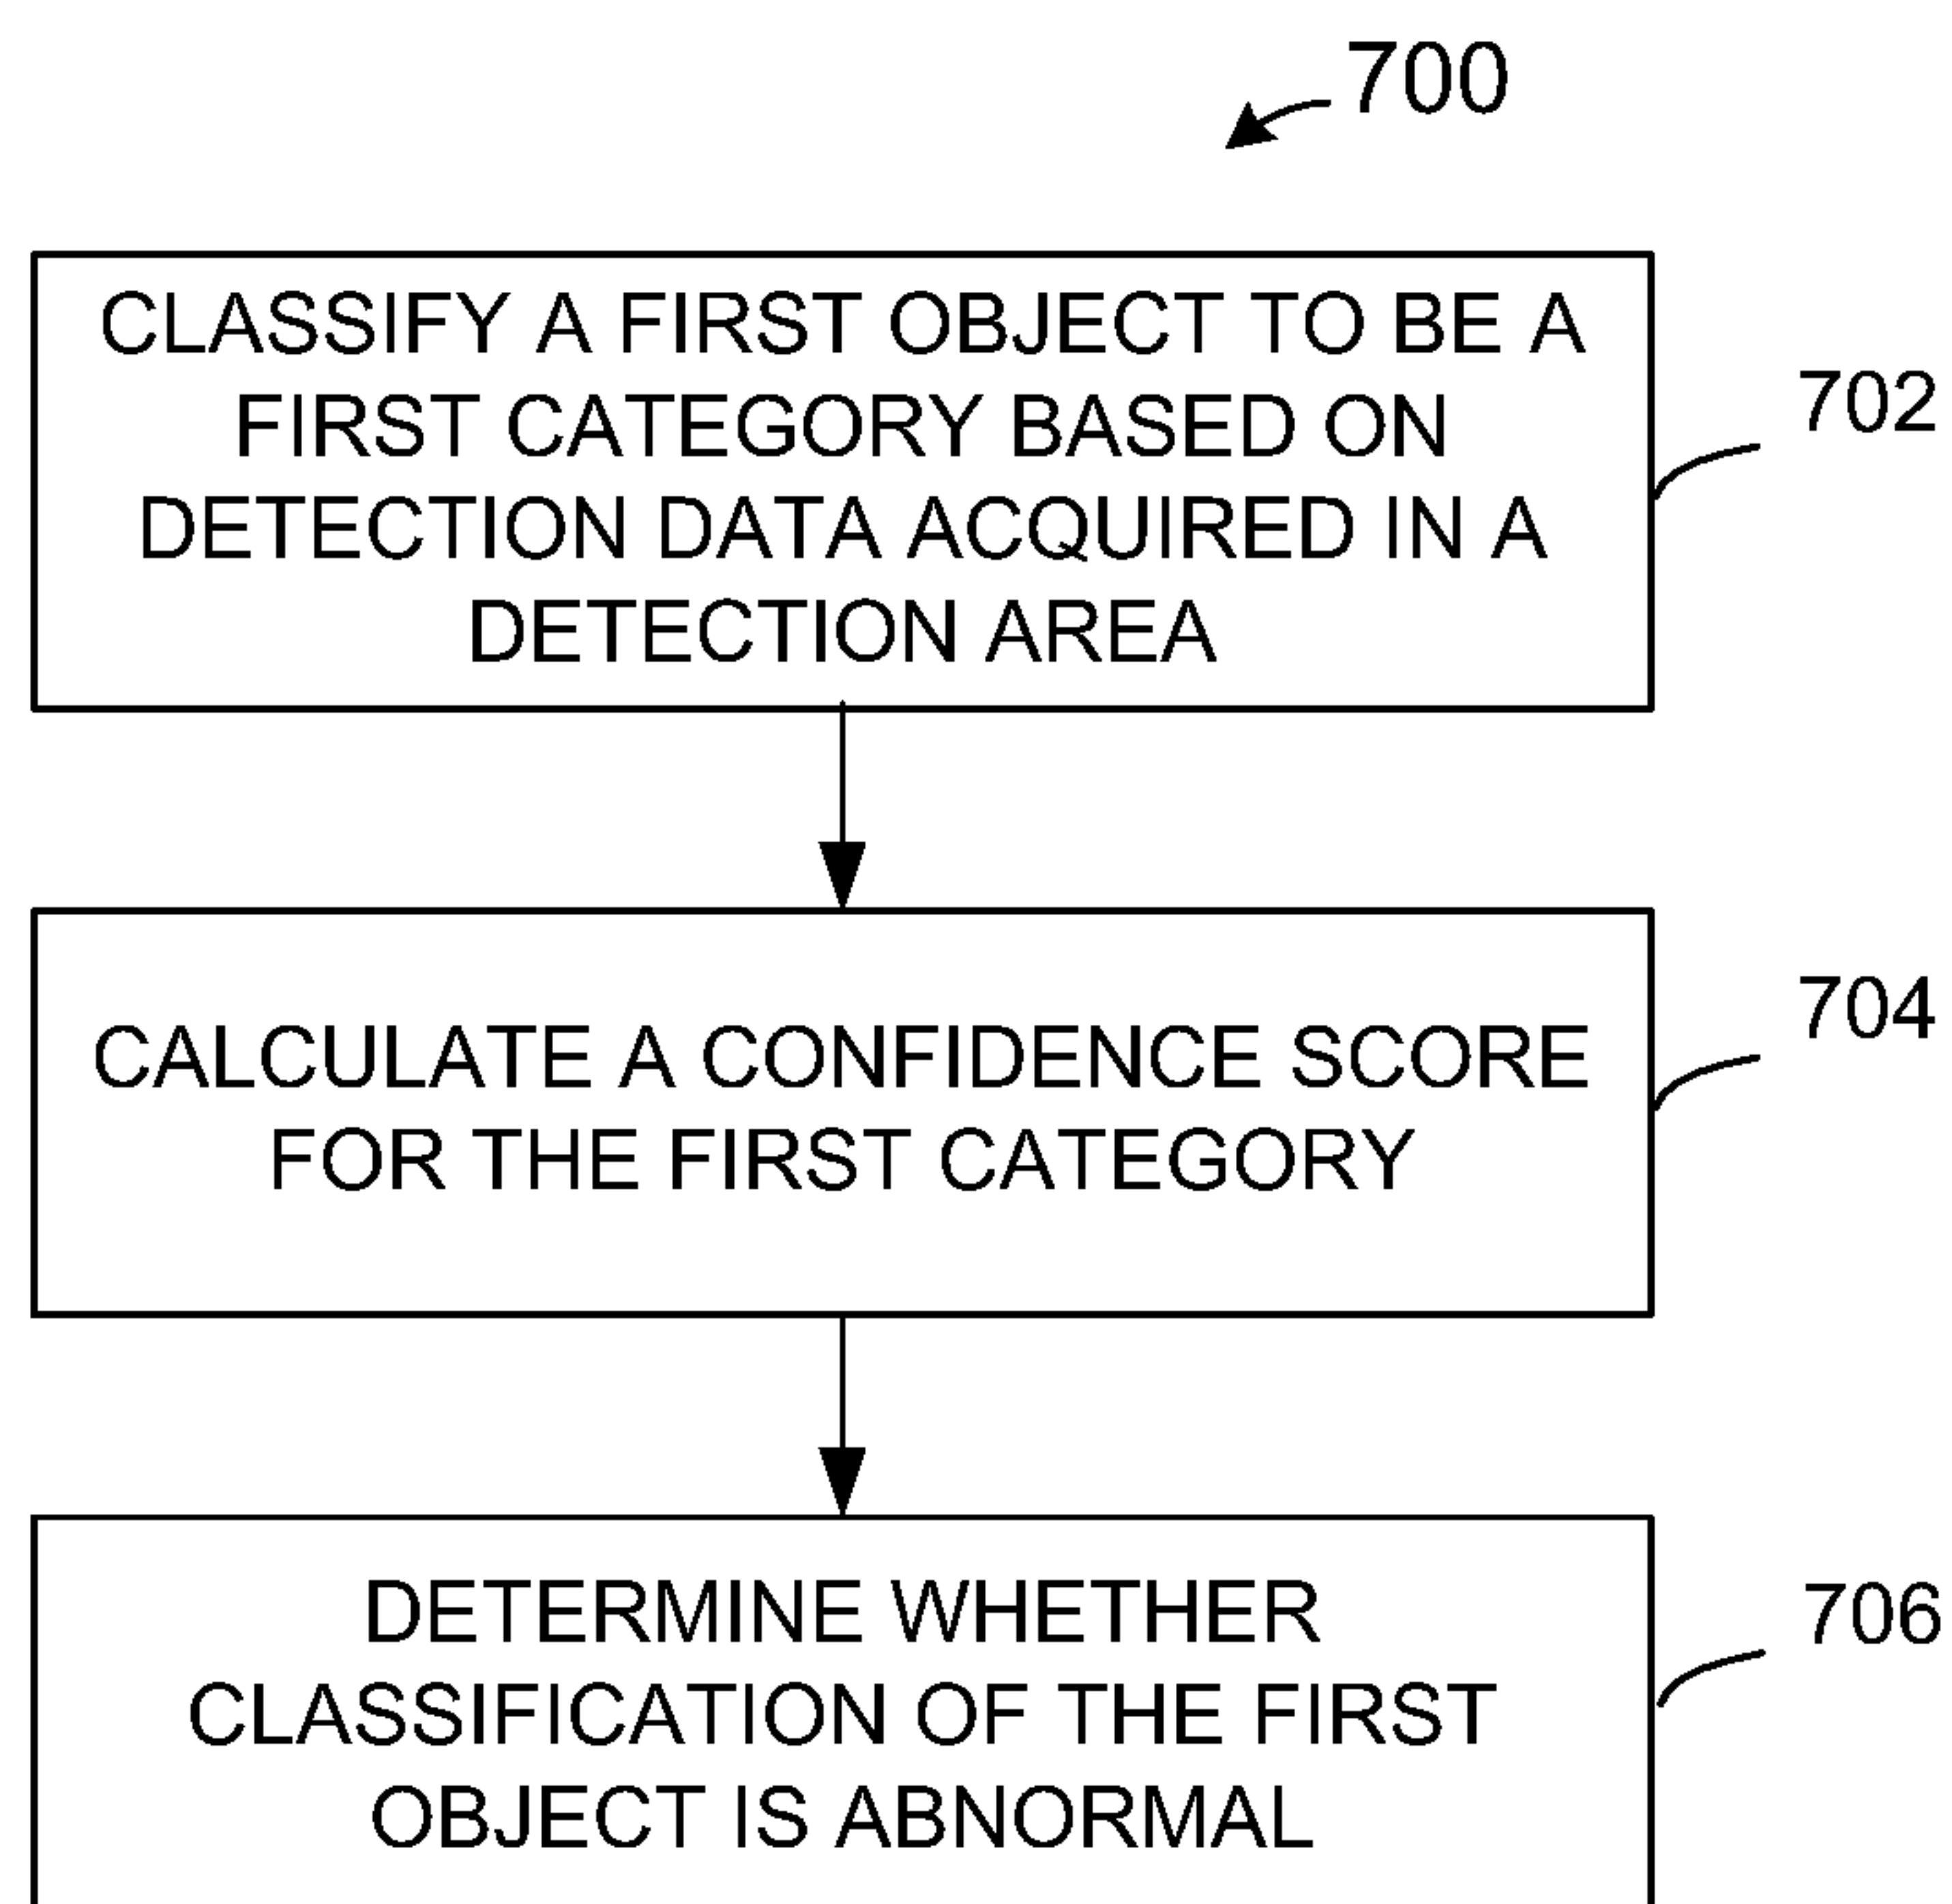 700
CLASSIFY A FIRST OBJECT TO BE A
FIRST CATEGORY BASED ON
DETECTION DATA ACQUIRED IN A
DETECTION AREA
702
CALCULATE A CONFIDENCE SCORE
FOR THE FIRST CATEGORY
704
DETERMINE WHETHER
CLASSIFICATION OF THE FIRST
OBJECT IS ABNORMAL
706